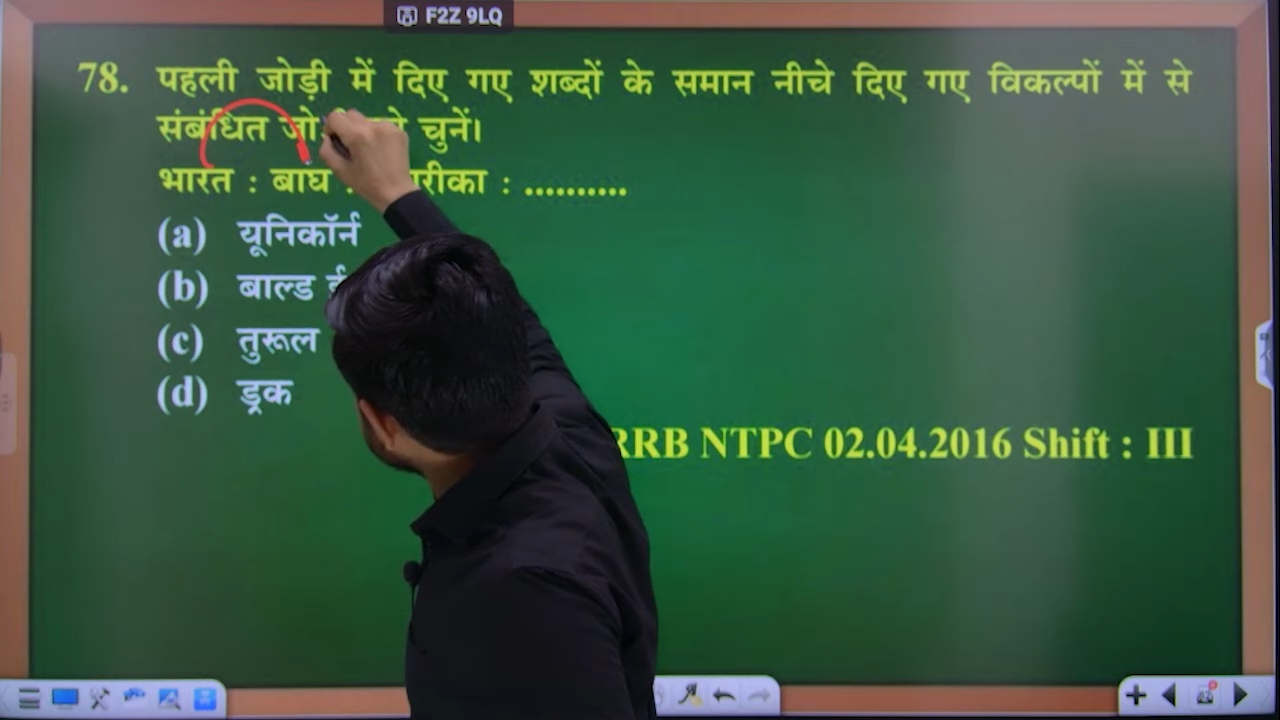 F2Z 9LQ
78. पहली जोड़ी में दिए गए शब्दों के समान नीचे दिए गए विकल्पों में से
संबंधित चुनें।
भारत : बाघ : : ..........
(a) यूनिकॉर्न
(b) बाल्ड
(c) तुरूल
(d) ड्रक
RRB NTPC 02.04.2016 Shift : III